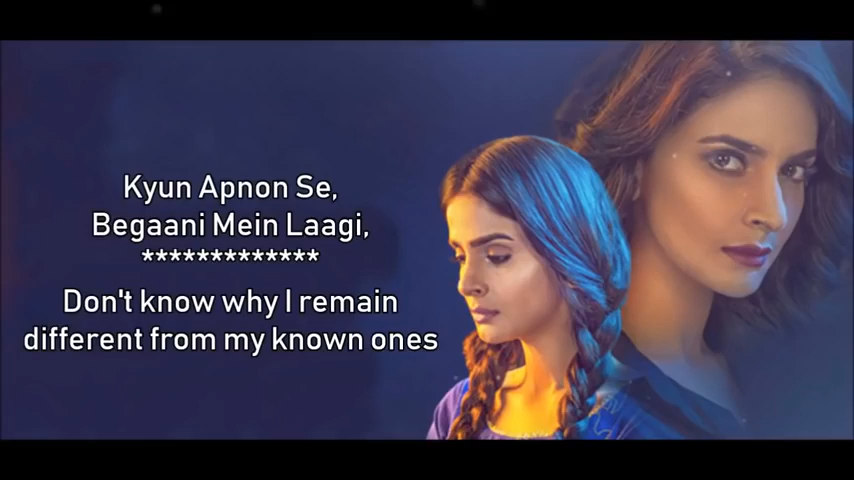 Kyun Apnon Se,
Begaani Mein Laagi,
*************
Don't know why I remain
different from my known ones